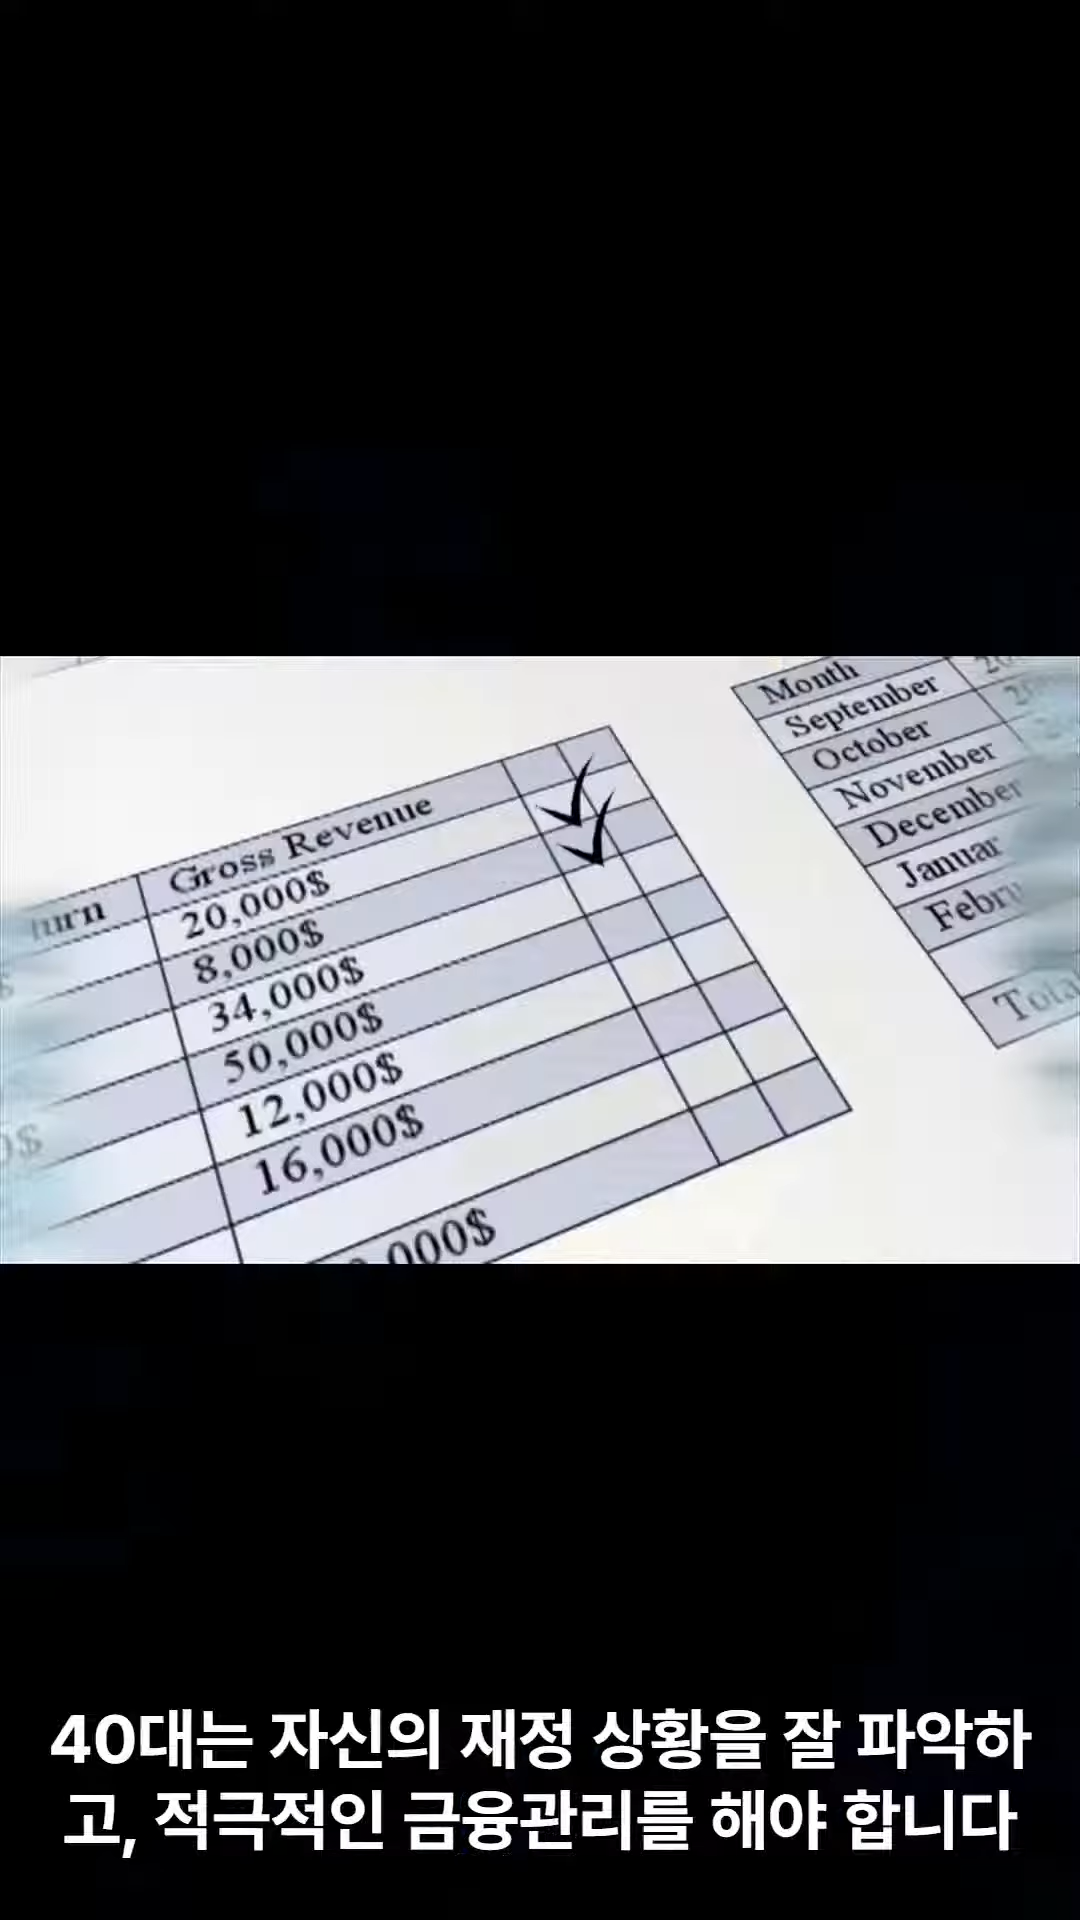 Gross Revenue
20,000$
8,000$
34,000$
50,000$
12,000$
16,000$
Month
September
October
November
December
40대는 자신의 재정 상황을 잘 파악하
고, 적극적인 금융관리를 해야 합니다